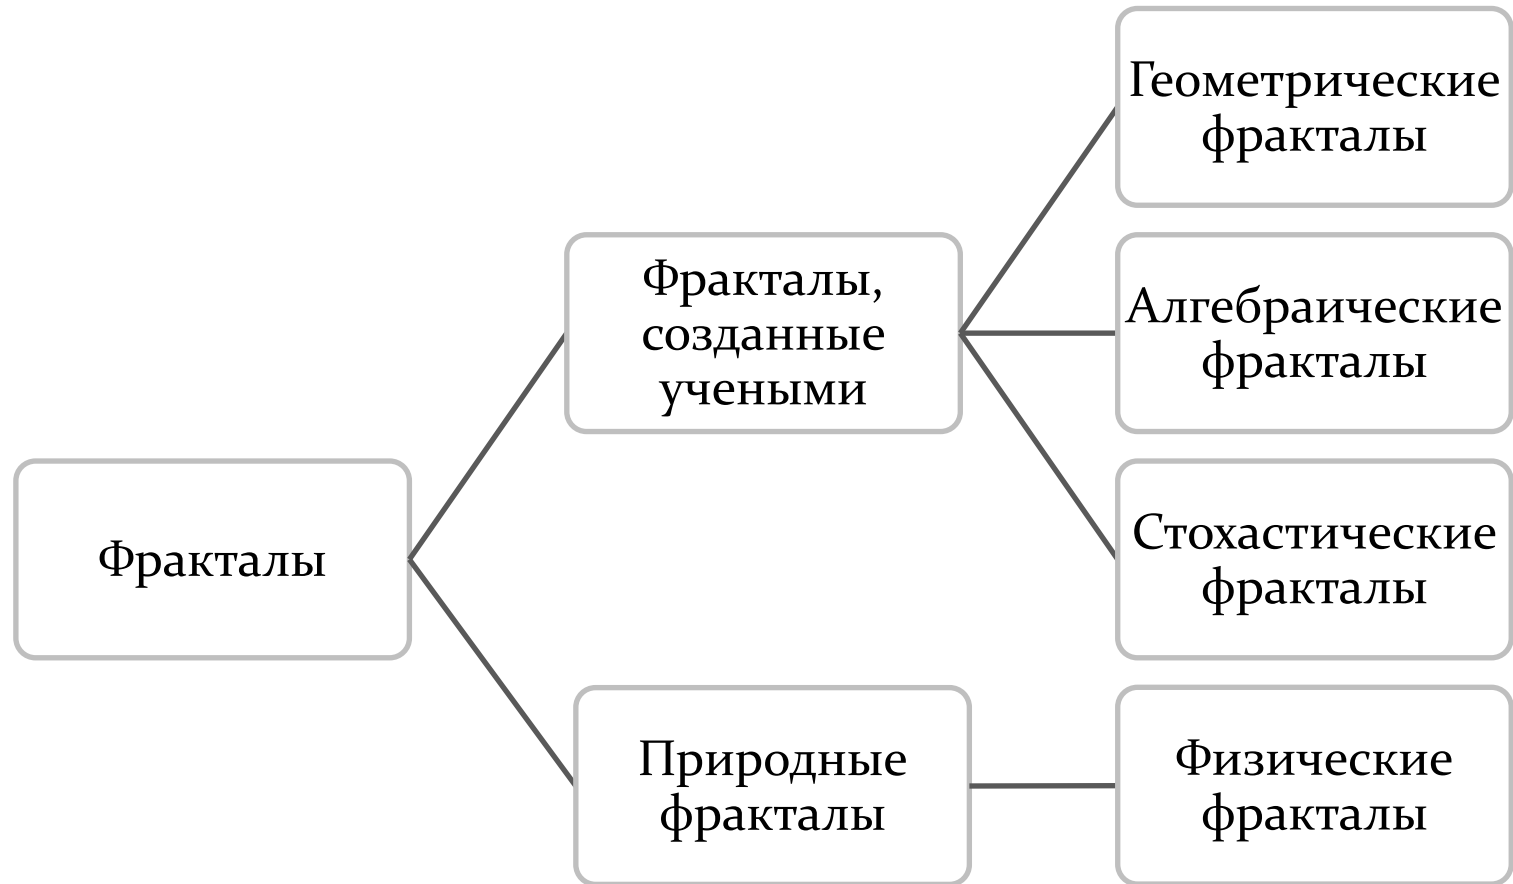 Фракталы
Фракталы,
созданные
учеными
Геометрические
фракталы
Алгебраические
фракталы
Стохастические
фракталы
Природные
фракталы
Физические
фракталы